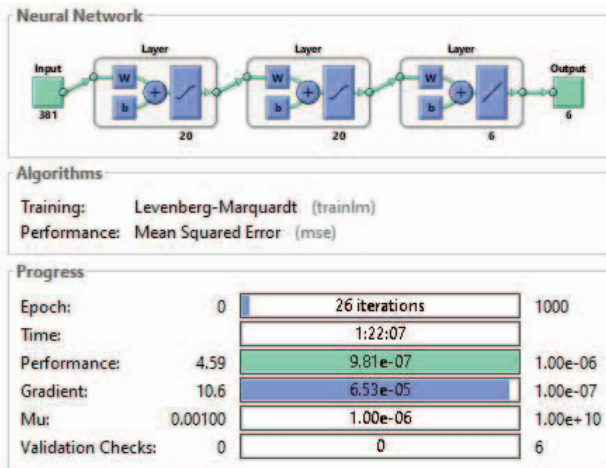 Neural Network
Layer Layer Layer
Input Output
W W W
b b b
381 20 20 6 6
Algorithms
Training: Levenberg-Marquardt (trainlm)
Performance: Mean Squared Error (mse)
Progress
Epoch: 0 26 iterations 1000
Time: 1:22:07
Performance: 4.59 9.81e-07 1.00e-06
Gradient: 10.6 6.53e-05 1.00e-07
Mu: 0.00100 1.00e-06 1.00e+10
Validation Checks: 0 0 6